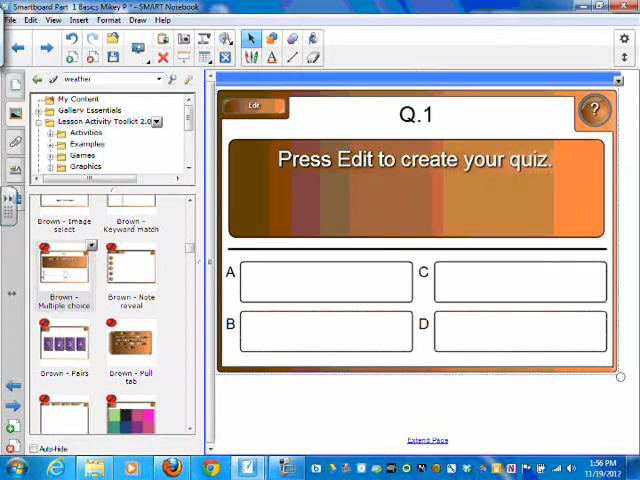 Smartboard Part 1 Basics Mikey P * - SMART Notebook
File Edit View Insert Format Draw Help
weather
My Content
Gallery Essentials
Lesson Activity Toolkit 2.0
Activities
Examples
Games
Graphics
Brown - Image select
Brown - Keyword match
Brown - Multiple choice
Brown - Note reveal
Brown - Pairs
Brown - Pull tab
Auto-hide
Edit
Q.1
?
Press Edit to create your quiz.
A
C
B
D
Extend Page
1:56 PM
11/19/2012